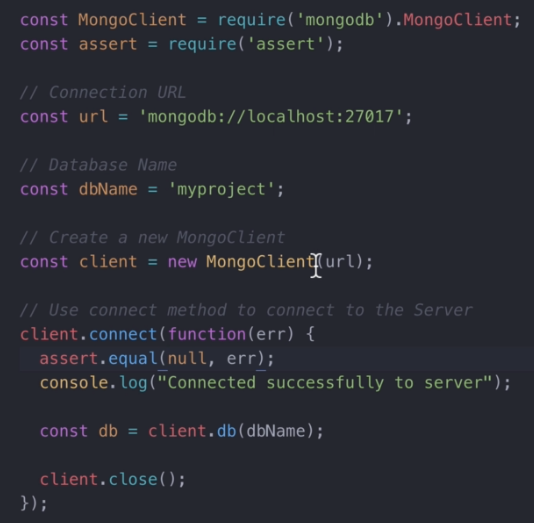 const MongoClient = require('mongodb').MongoClient;
const assert = require('assert');

// Connection URL
const url = 'mongodb://localhost:27017';

// Database Name
const dbName = 'myproject';

// Create a new MongoClient
const client = new MongoClient(url);

// Use connect method to connect to the Server
client.connect(function(err) {
  assert.equal(null, err);
  console.log("Connected successfully to server");

  const db = client.db(dbName);

  client.close();
});